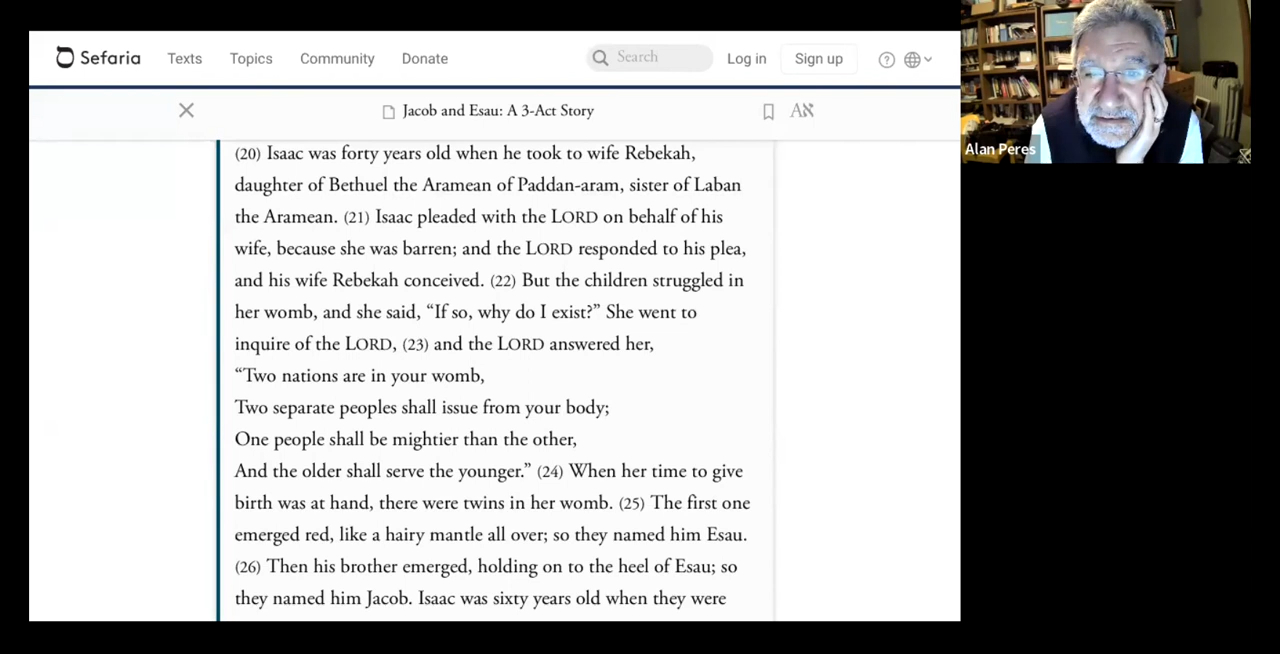 Sefaria
Texts
Topics
Community
Donate
Search
Log in
Sign up
Jacob and Esau: A 3-Act Story
Aא
(20) Isaac was forty years old when he took to wife Rebekah,
daughter of Bethuel the Aramean of Paddan-aram, sister of Laban
the Aramean. (21) Isaac pleaded with the LORD on behalf of his
wife, because she was barren; and the LORD responded to his plea,
and his wife Rebekah conceived. (22) But the children struggled in
her womb, and she said, “If so, why do I exist?” She went to
inquire of the LORD, (23) and the LORD answered her,
“Two nations are in your womb,
Two separate peoples shall issue from your body;
One people shall be mightier than the other,
And the older shall serve the younger.” (24) When her time to give
birth was at hand, there were twins in her womb. (25) The first one
emerged red, like a hairy mantle all over; so they named him Esau.
(26) Then his brother emerged, holding on to the heel of Esau; so
they named him Jacob. Isaac was sixty years old when they were
Alan Peres